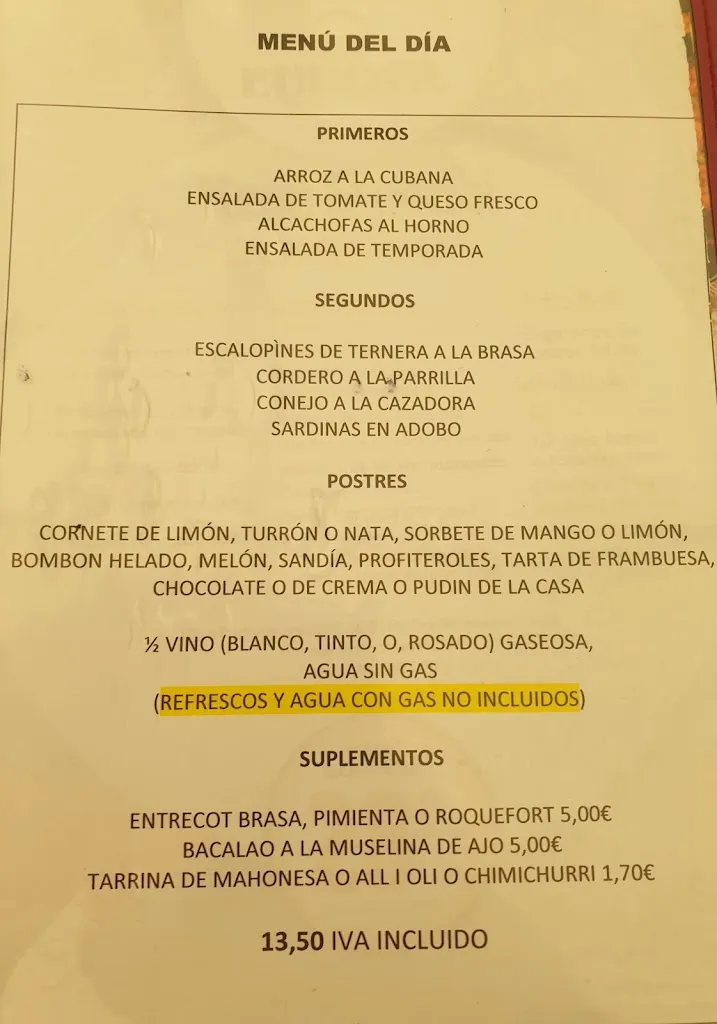 MENÚ DEL DÍA
PRIMEROS
ARROZ A LA CUBANA
ENSALADA DE TOMATE Y QUESO FRESCO
ALCACHOFAS AL HORNO
ENSALADA DE TEMPORADA
SEGUNDOS
ESCALOPÌNES DE TERNERA A LA BRASA
CORDERO A LA PARRILLA
CONEJO A LA CAZADORA
SARDINAS EN ADOBO
POSTRES
CORNETE DE LIMÓN, TURRÓN O NATA, SORBETE DE MANGO O LIMÓN,
BOMBON HELADO, MELÓN, SANDÍA, PROFITEROLES, TARTA DE FRAMBUESA,
CHOCOLATE O DE CREMA O PUDIN DE LA CASA
½ VINO (BLANCO, TINTO, O, ROSADO) GASEOSA,
AGUA SIN GAS
(REFRESCOS Y AGUA CON GAS NO INCLUIDOS)
SUPLEMENTOS
ENTRECOT BRASA, PIMIENTA O ROQUEFORT 5,00€
BACALAO A LA MUSELINA DE AJO 5,00€
TARRINA DE MAHONESA O ALL I OLI O CHIMICHURRI 1,70€
13,50 IVA INCLUIDO